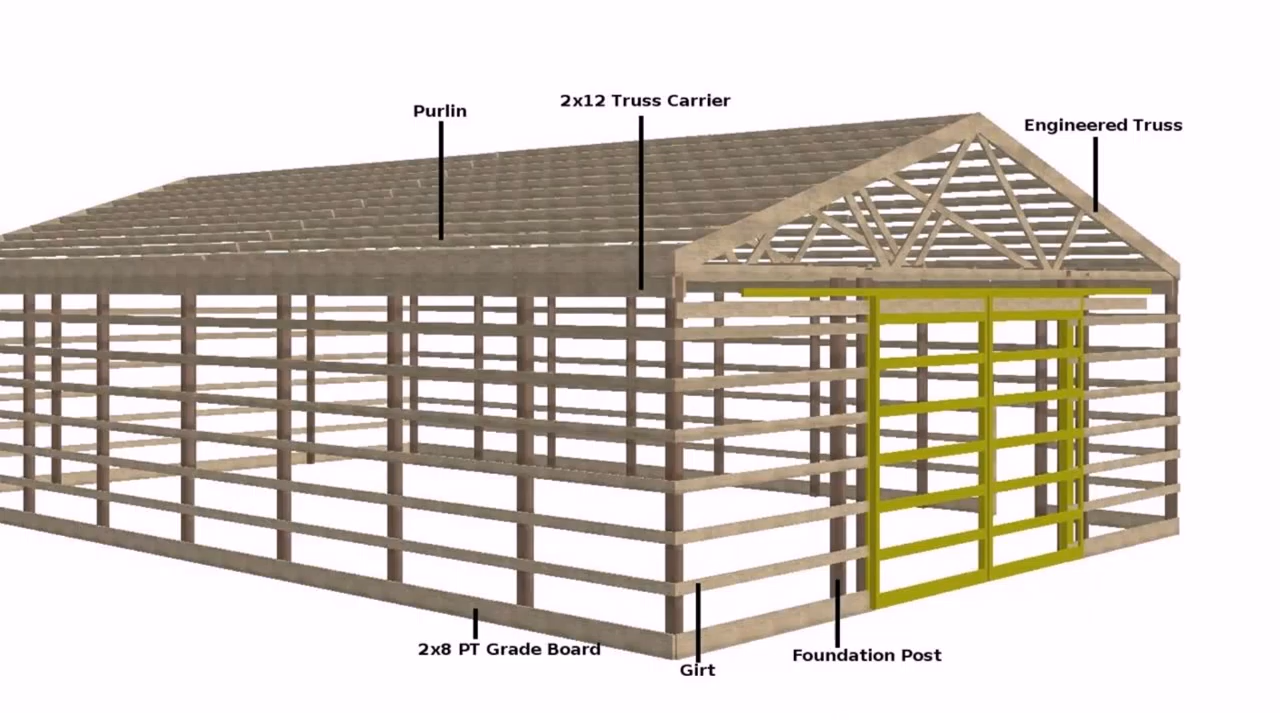 2x12 Truss Carrier
Purlin
Engineered Truss
2x8 PT Grade Board
Foundation Post
Girt